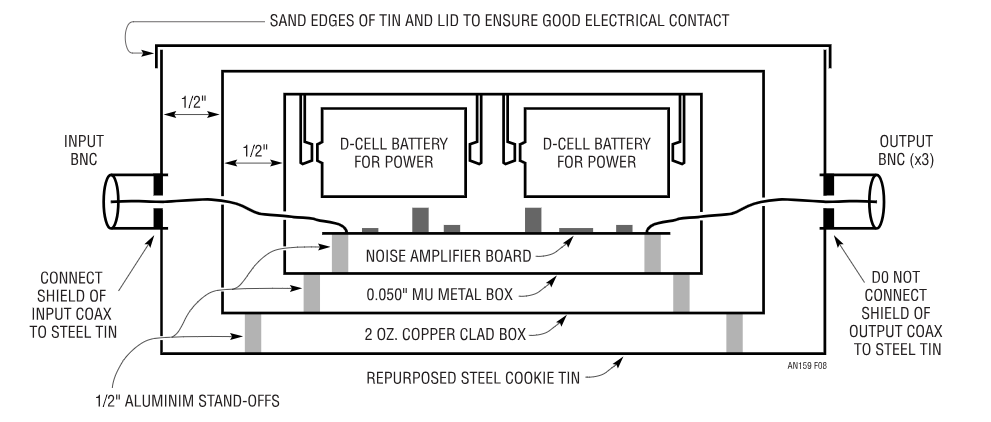 SAND EDGES OF TIN AND LID TO ENSURE GOOD ELECTRICAL CONTACT
1/2"
1/2"
INPUT
BNC
D-CELL BATTERY
FOR POWER
D-CELL BATTERY
FOR POWER
OUTPUT
BNC (x3)
NOISE AMPLIFIER BOARD
CONNECT
SHIELD OF
INPUT COAX
TO STEEL TIN
0.050" MU METAL BOX
DO NOT
CONNECT
SHIELD OF
OUTPUT COAX
TO STEEL TIN
2 OZ. COPPER CLAD BOX
AN159 F08
REPURPOSED STEEL COOKIE TIN
1/2" ALUMINIM STAND-OFFS